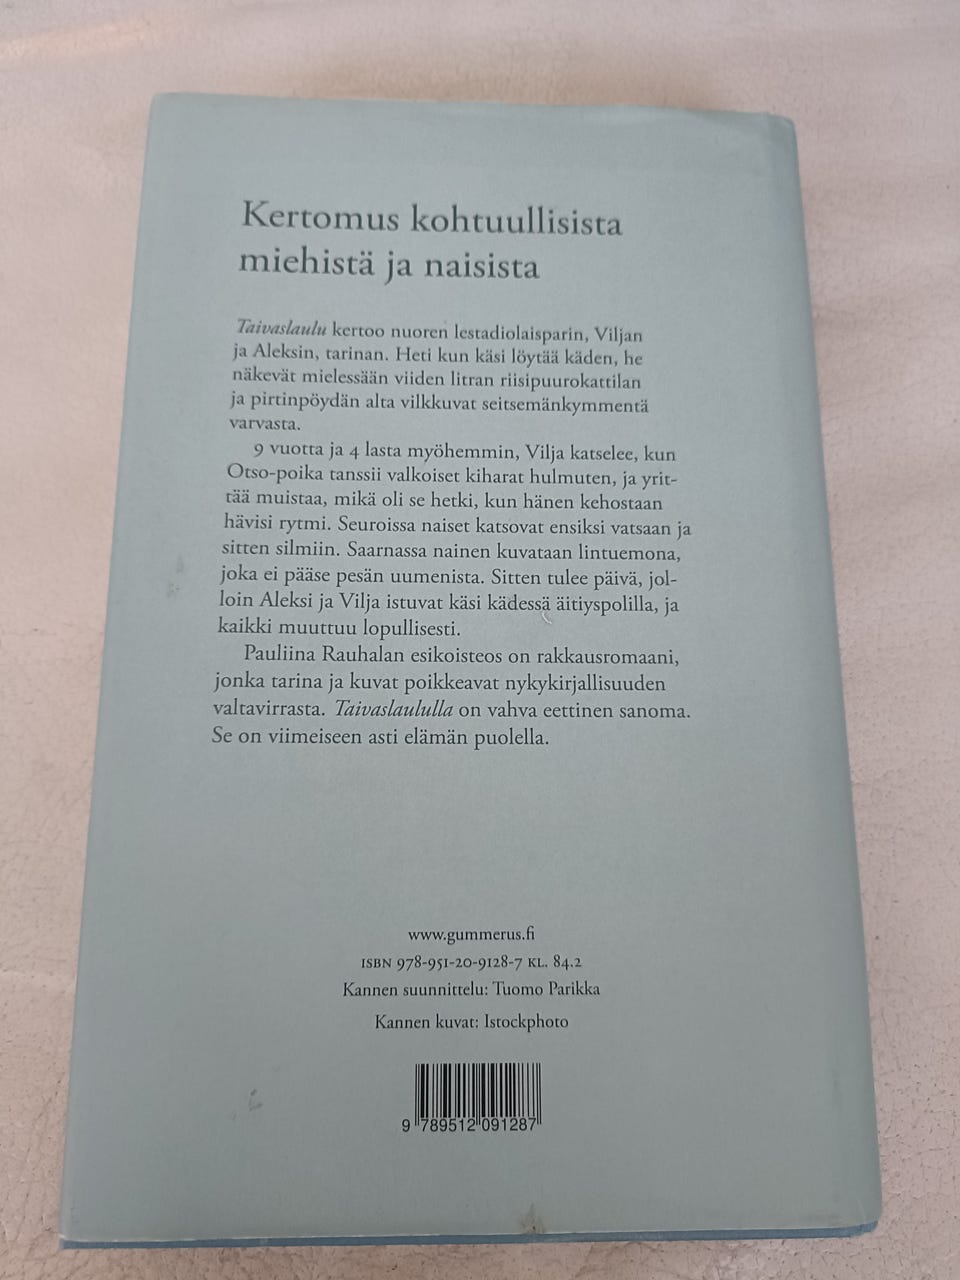 Kertomus kohtuullisista
miehistä ja naisista
Taivaslaulu kertoo nuoren lestadiolaisparin, Viljan
ja Aleksin, tarinan. Heti kun käsi löytää käden, he
näkevät mielessään viiden litran riisipuurokattilan
ja pirtinpöydän alta vilkkuvat seitsemänkymmentä
varvasta.
9 vuotta ja 4 lasta myöhemmin, Vilja katselee, kun
Otso-poika tanssii valkoiset kiharat hulmuten, ja yrit-
tää muistaa, mikä oli se hetki, kun hänen kehostaan
hävisi rytmi. Seuroissa naiset katsovat ensiksi vatsaan ja
sitten silmiin. Saarnassa nainen kuvataan lintuemona,
joka ei pääse pesän uumenista. Sitten tulee päivä, jol-
loin Aleksi ja Vilja istuvat käsi kädessä äitiyspolilla, ja
kaikki muuttuu lopullisesti.
Pauliina Rauhalan esikoisteos on rakkausromaani,
jonka tarina ja kuvat poikkeavat nykykirjallisuuden
valtavirrasta. Taivaslaululla on vahva eettinen sanoma.
Se on viimeiseen asti elämän puolella.
www.gummerus.fi
ISBN 978-951-20-9128-7 KL. 84.2
Kannen suunnittelu: Tuomo Parikka
Kannen kuvat: Istockphoto
9 789512 091287